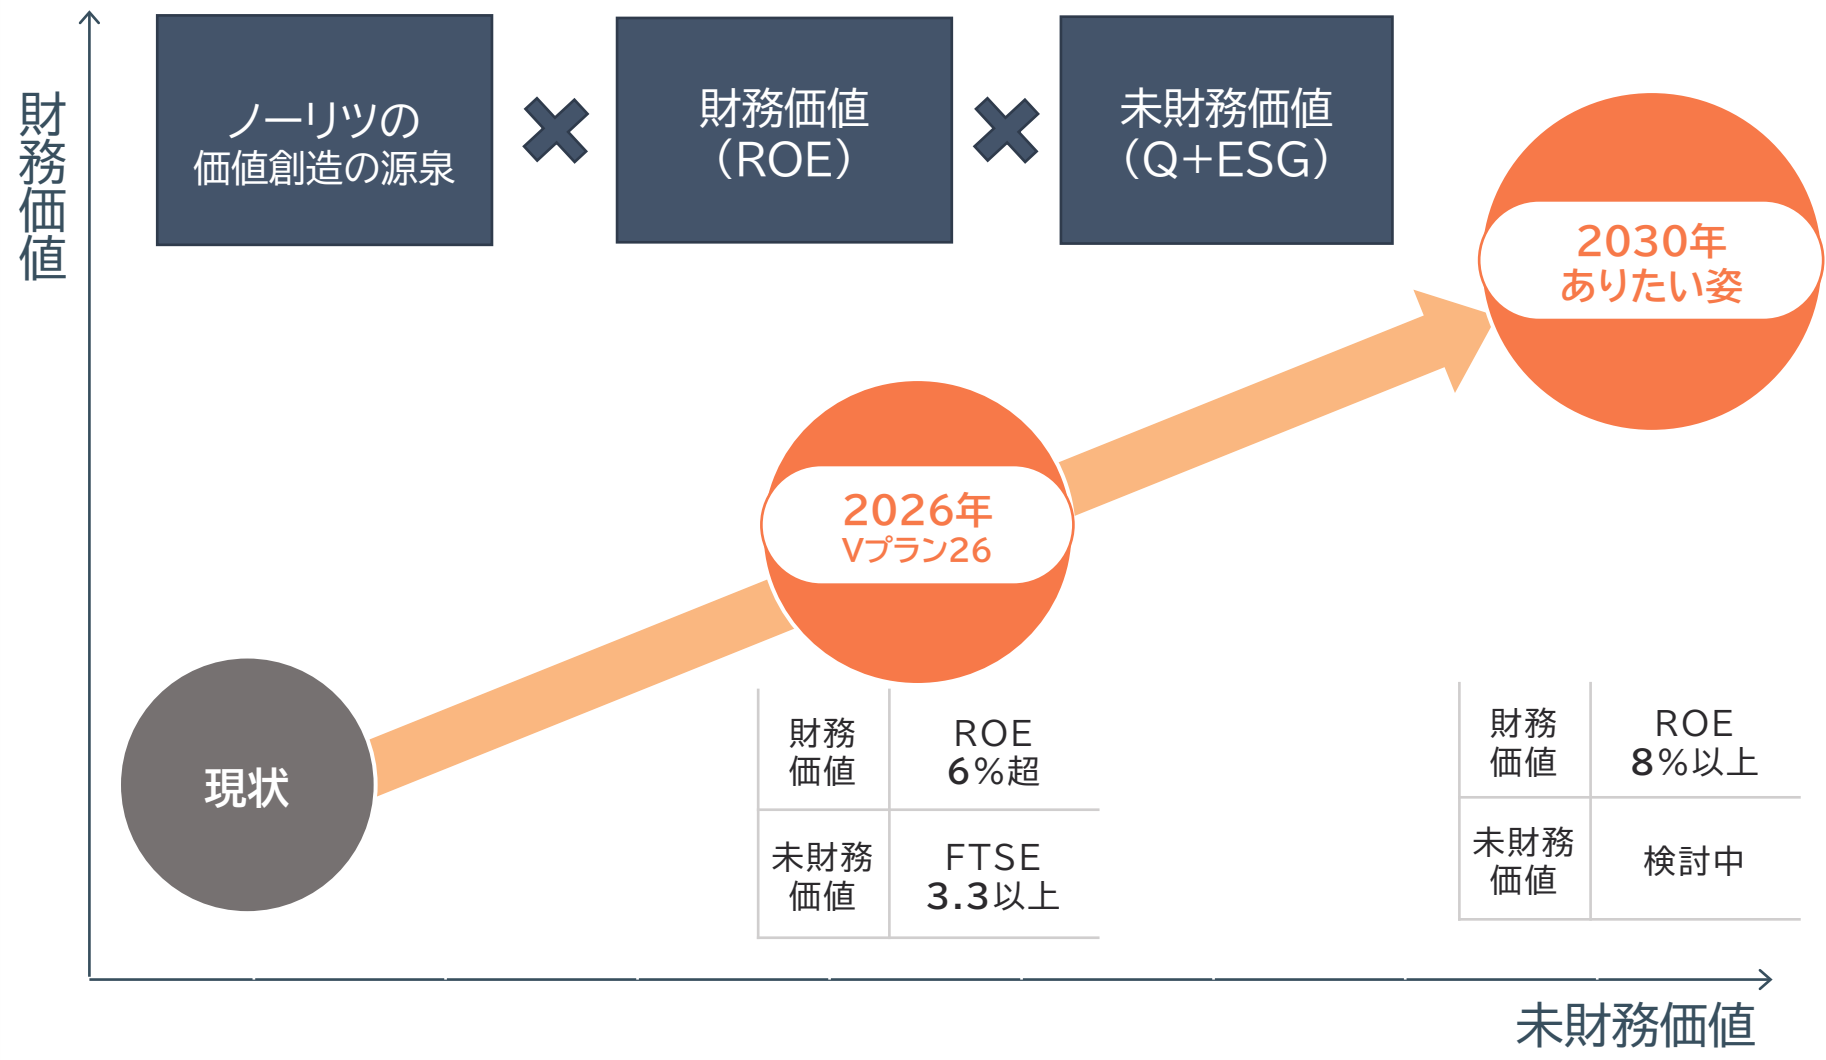 財務価値
ノーリツの
価値創造の源泉
財務価値
（ROE）
未財務価値
（Q+ESG）
2030年
ありたい姿
2026年
Vプラン26
現状
財務
価値
ROE
6%超
未財務
価値
FTSE
3.3以上
財務
価値
ROE
8%以上
未財務
価値
検討中
未財務価値